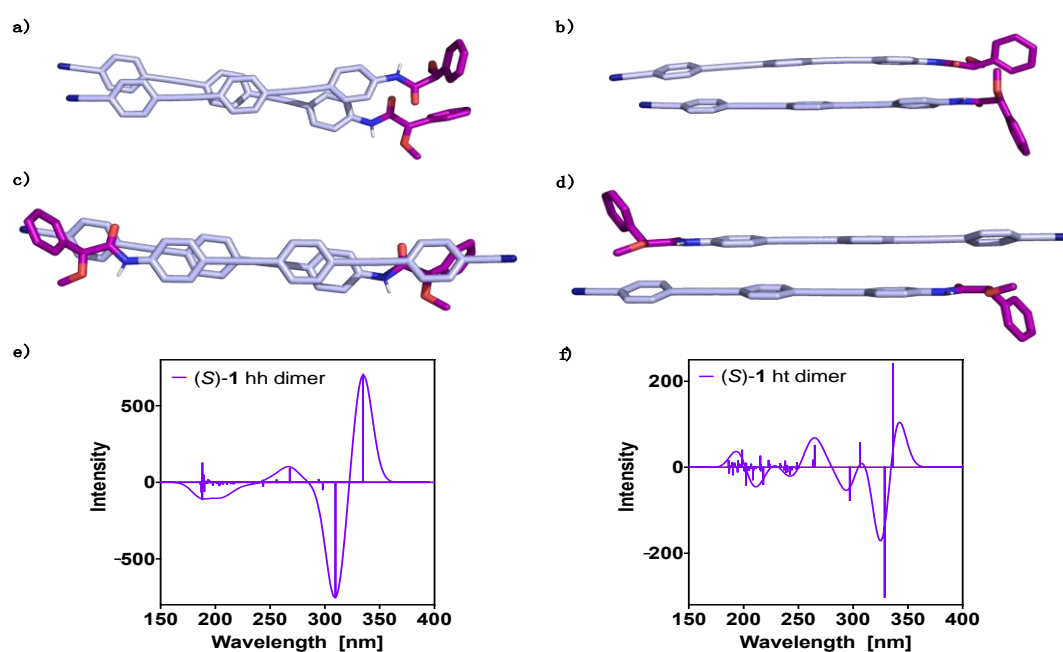 a)
b)
c)
d)
e)
f)
(S)-1 hh dimer
500
0
-500
Intensity
150 200 250 300 350 400
Wavelength [nm]
(S)-1 ht dimer
200
0
-200
Intensity
150 200 250 300 350 400
Wavelength [nm]